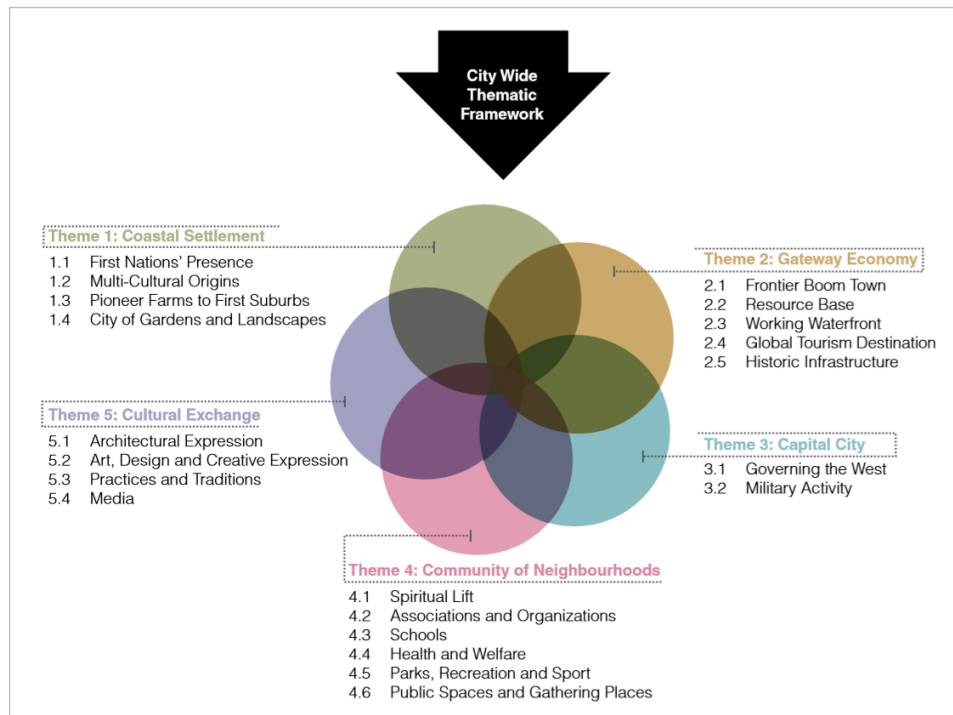 City Wide
Thematic
Framework
Theme 1: Coastal Settlement
1.1 First Nations' Presence
1.2 Multi-Cultural Origins
1.3 Pioneer Farms to First Suburbs
1.4 City of Gardens and Landscapes
Theme 2: Gateway Economy
2.1 Frontier Boom Town
2.2 Resource Base
2.3 Working Waterfront
2.4 Global Tourism Destination
2.5 Historic Infrastructure
Theme 5: Cultural Exchange
5.1 Architectural Expression
5.2 Art, Design and Creative Expression
5.3 Practices and Traditions
5.4 Media
Theme 3: Capital City
3.1 Governing the West
3.2 Military Activity
Theme 4: Community of Neighbourhoods
4.1 Spiritual Lift
4.2 Associations and Organizations
4.3 Schools
4.4 Health and Welfare
4.5 Parks, Recreation and Sport
4.6 Public Spaces and Gathering Places